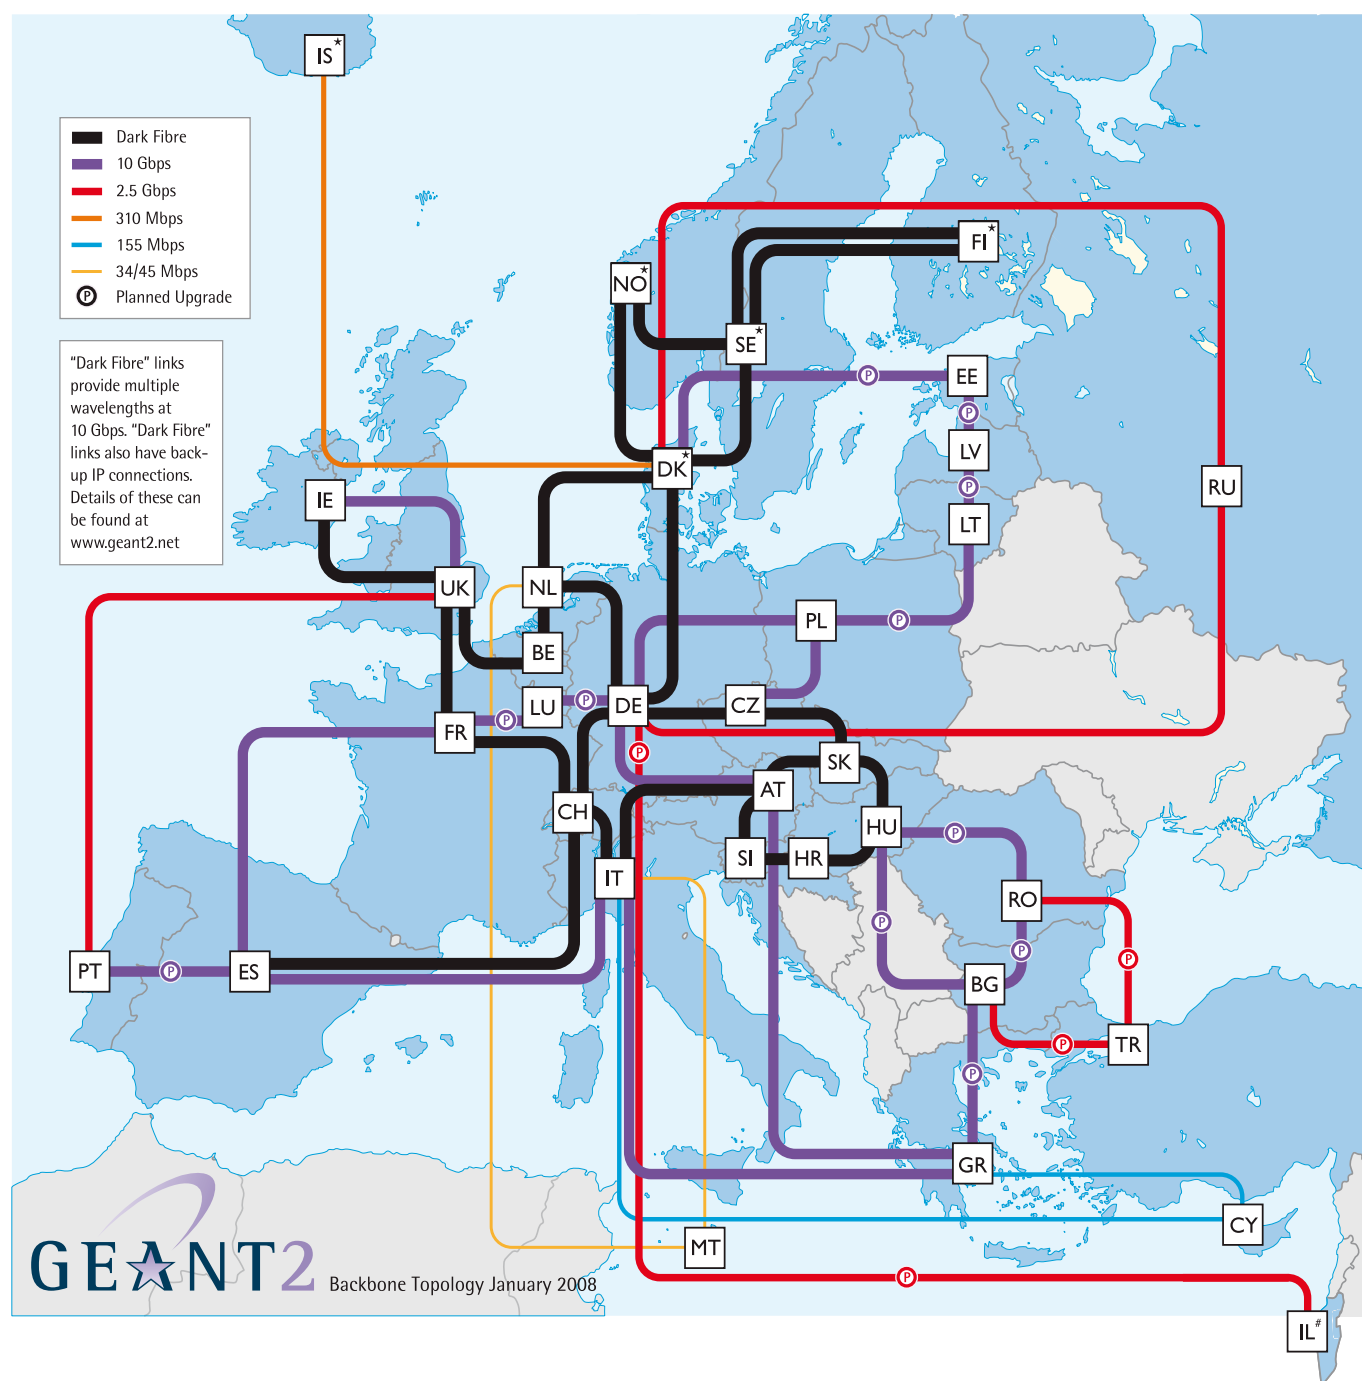 IS*
Dark Fibre
10 Gbps
2.5 Gbps
310 Mbps
155 Mbps
34/45 Mbps
P Planned Upgrade
"Dark Fibre" links
provide multiple
wavelengths at
10 Gbps. "Dark Fibre"
links also have back-
up IP connections.
Details of these can
be found at
www.geant2.net
FI*
NO*
SE*
P
EE
P
LV
DK*
P
RU
IE
LT
UK
NL
PL
P
BE
LU
P
DE
CZ
P
FR
P
SK
AT
CH
HU
P
SI
HR
IT
RO
P
P
P
PT
P
ES
BG
P
TR
P
GR
CY
MT
P
IL#
GEANT2
Backbone Topology January 2008